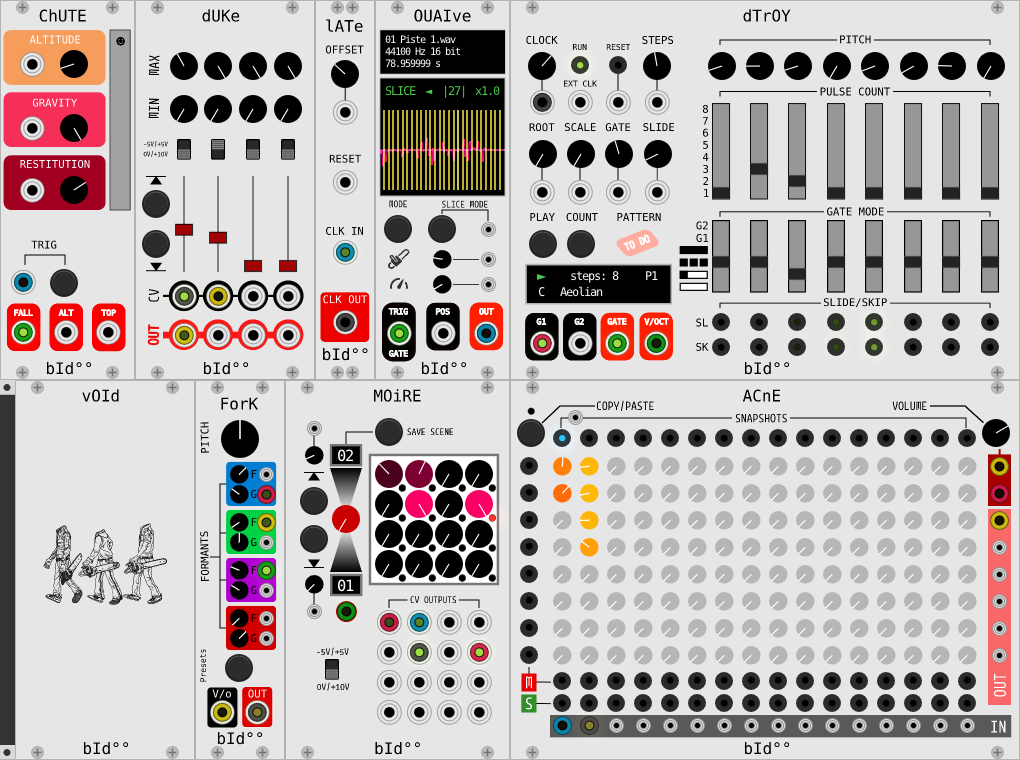 ChUTE
ALTITUDE
GRAVITY
RESTITUTION
TRIG
FALL
ALT
TOP
bId°°
dUKe
MAX
MIN
-5V/+5V
0V/+10V
CV
OUT
bId°°
lATe
OFFSET
RESET
CLK IN
CLK OUT
bId°°
OUAIve
01 Piste 1.wav
44100 Hz 16 bit
78.959999 s
SLICE ◄ |27| x1.0
MODE
SLICE MODE
TRIG
POS
OUT
GATE
bId°°
dTrOY
CLOCK
RUN
RESET
STEPS
EXT CLK
ROOT
SCALE
GATE
SLIDE
PLAY
COUNT
PATTERN
TO DO
► steps: 8 P1
C Aeolian
G1
G2
GATE
V/OCT
PITCH
PULSE COUNT
8
7
6
5
4
3
2
1
GATE MODE
G2
G1
SLIDE/SKIP
SL
SK
bId°°
vOId
bId°°
ForK
PITCH
F
G
F
G
F
G
F
G
FORMANTS
Presets
V/o
OUT
bId°°
MOiRE
02
SAVE SCENE
01
CV OUTPUTS
-5V/+5V
0V/+10V
bId°°
ACnE
COPY/PASTE
VOLUME
SNAPSHOTS
M
S
OUT
IN
bId°°